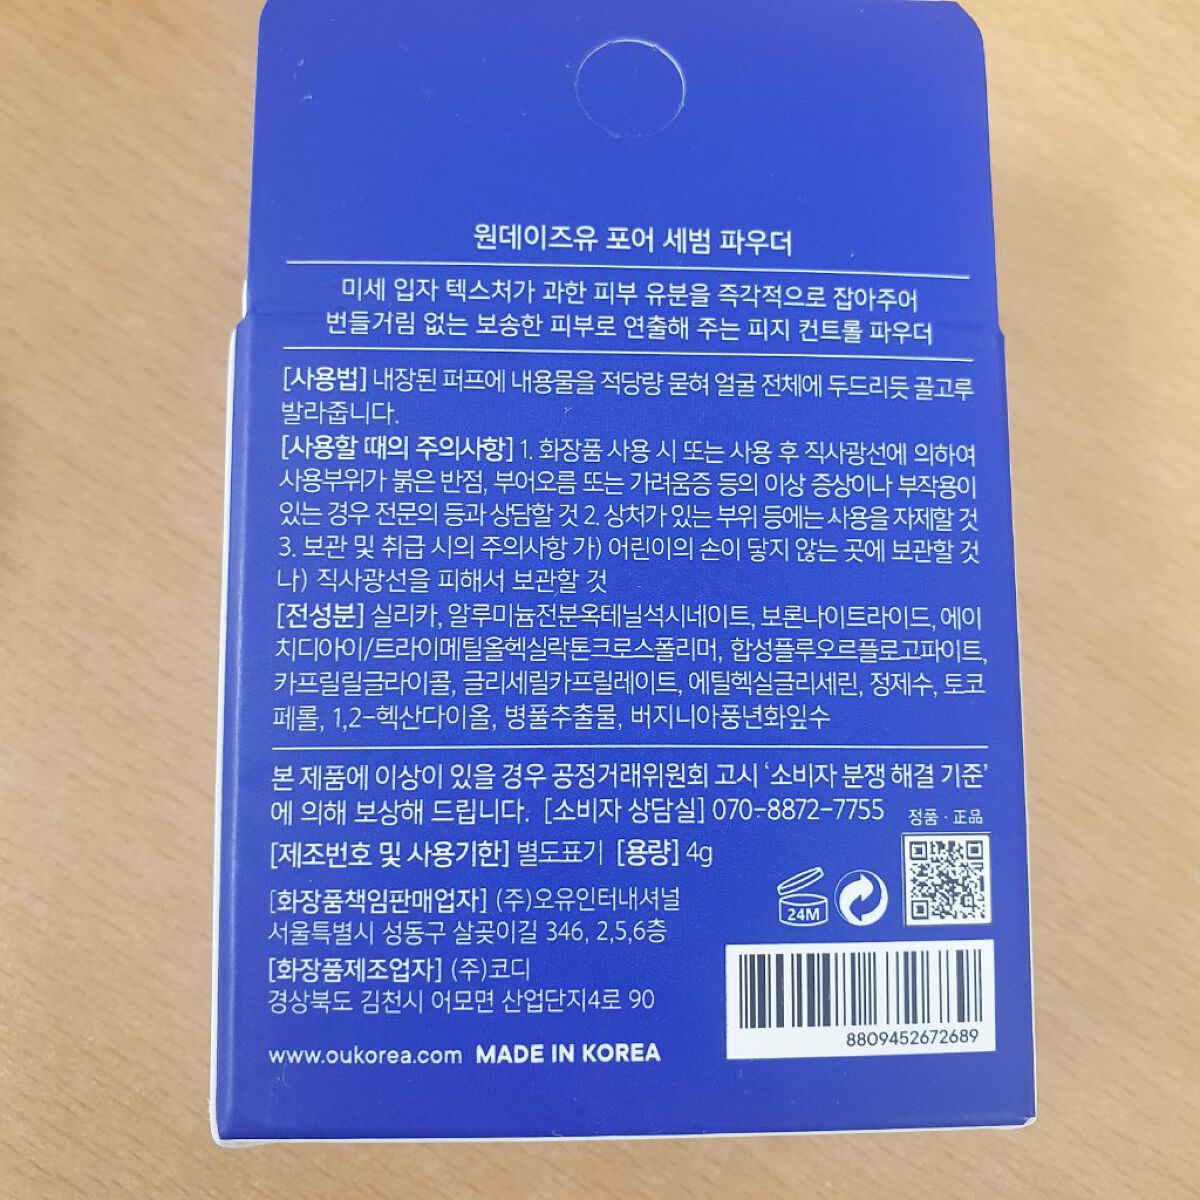 원데이즈유 포어 세범 파우더
미세 입자 텍스처가 과한 피부 유분을 즉각적으로 잡아주어
번들거림 없는 보송한 피부로 연출해 주는 피지 컨트롤 파우더
[사용법] 내장된 퍼프에 내용물을 적당량 묻혀 얼굴 전체에 두드리듯 골고루
발라줍니다.
[사용할 때의 주의사항] 1. 화장품 사용 시 또는 사용 후 직사광선에 의하여
사용부위가 붉은 반점, 부어오름 또는 가려움증 등의 이상 증상이나 부작용이
있는 경우 전문의 등과 상담할 것 2. 상처가 있는 부위 등에는 사용을 자제할 것
3. 보관 및 취급 시의 주의사항 가) 어린이의 손이 닿지 않는 곳에 보관할 것
나) 직사광선을 피해서 보관할 것
[전성분] 실리카, 알루미늄전분옥테닐석시네이트, 보론나이트라이드, 에이
치디아이/트라이메틸올헥실락톤크로스폴리머, 합성플루오르플로고파이트,
카프릴릴글라이콜, 글리세릴카프릴레이트, 에틸헥실글리세린, 정제수, 토코
페롤, 1,2-헥산다이올, 병풀추출물, 버지니아풍년화잎수
본 제품에 이상이 있을 경우 공정거래위원회 고시 ‘소비자 분쟁 해결 기준’
에 의해 보상해 드립니다. [소비자 상담실] 070-8872-7755
정품 · 正品
[제조번호 및 사용기한] 별도표기 [용량] 4g
24M
[화장품책임판매업자] (주)오유인터내셔널
서울특별시 성동구 살곶이길 346, 2,5,6층
[화장품제조업자] (주)코디
경상북도 김천시 어모면 산업단지4로 90
8809452672689
www.oukorea.com MADE IN KOREA